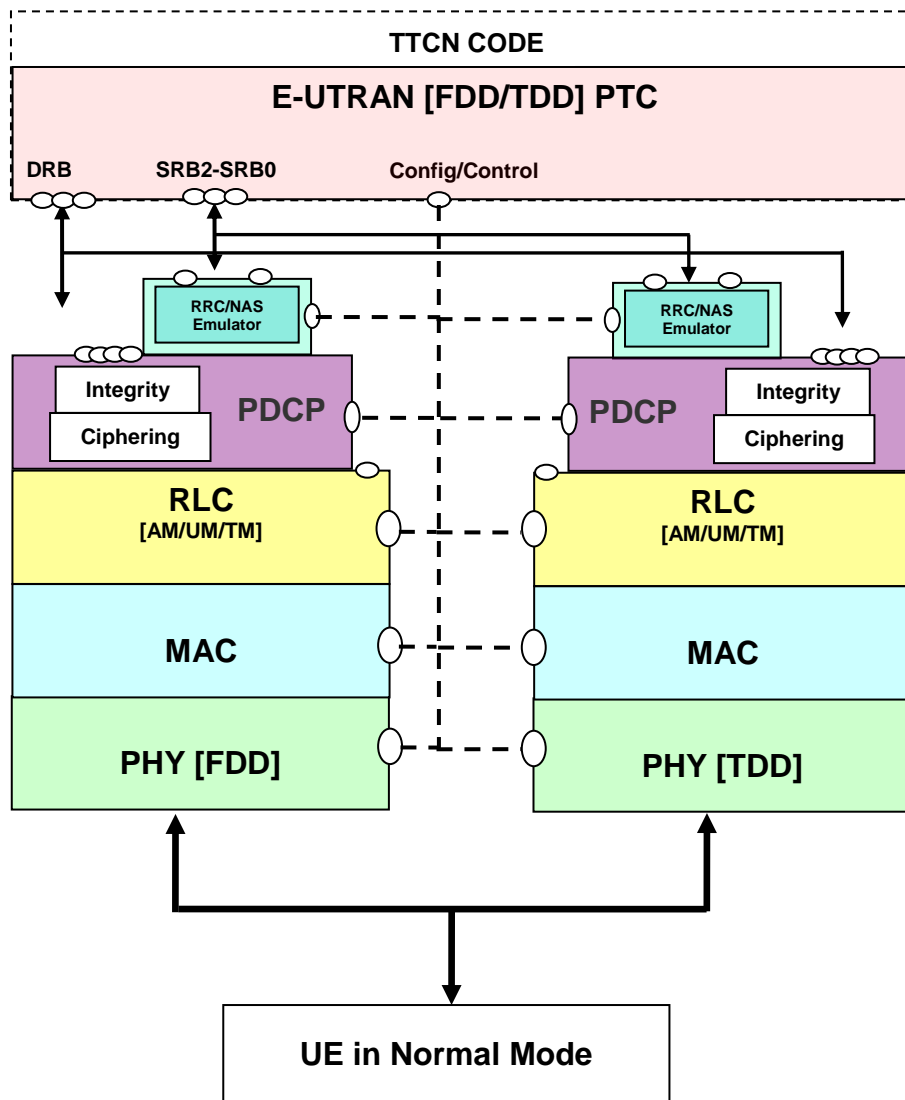 TTCN CODE
E-UTRAN [FDD/TDD] PTC
DRB
SRB2-SRB0
Config/Control
RRC/NAS
Emulator
RRC/NAS
Emulator
Integrity
Ciphering
PDCP
PDCP
Integrity
Ciphering
RLC
[AM/UM/TM]
RLC
[AM/UM/TM]
MAC
MAC
PHY [FDD]
PHY [TDD]
UE in Normal Mode